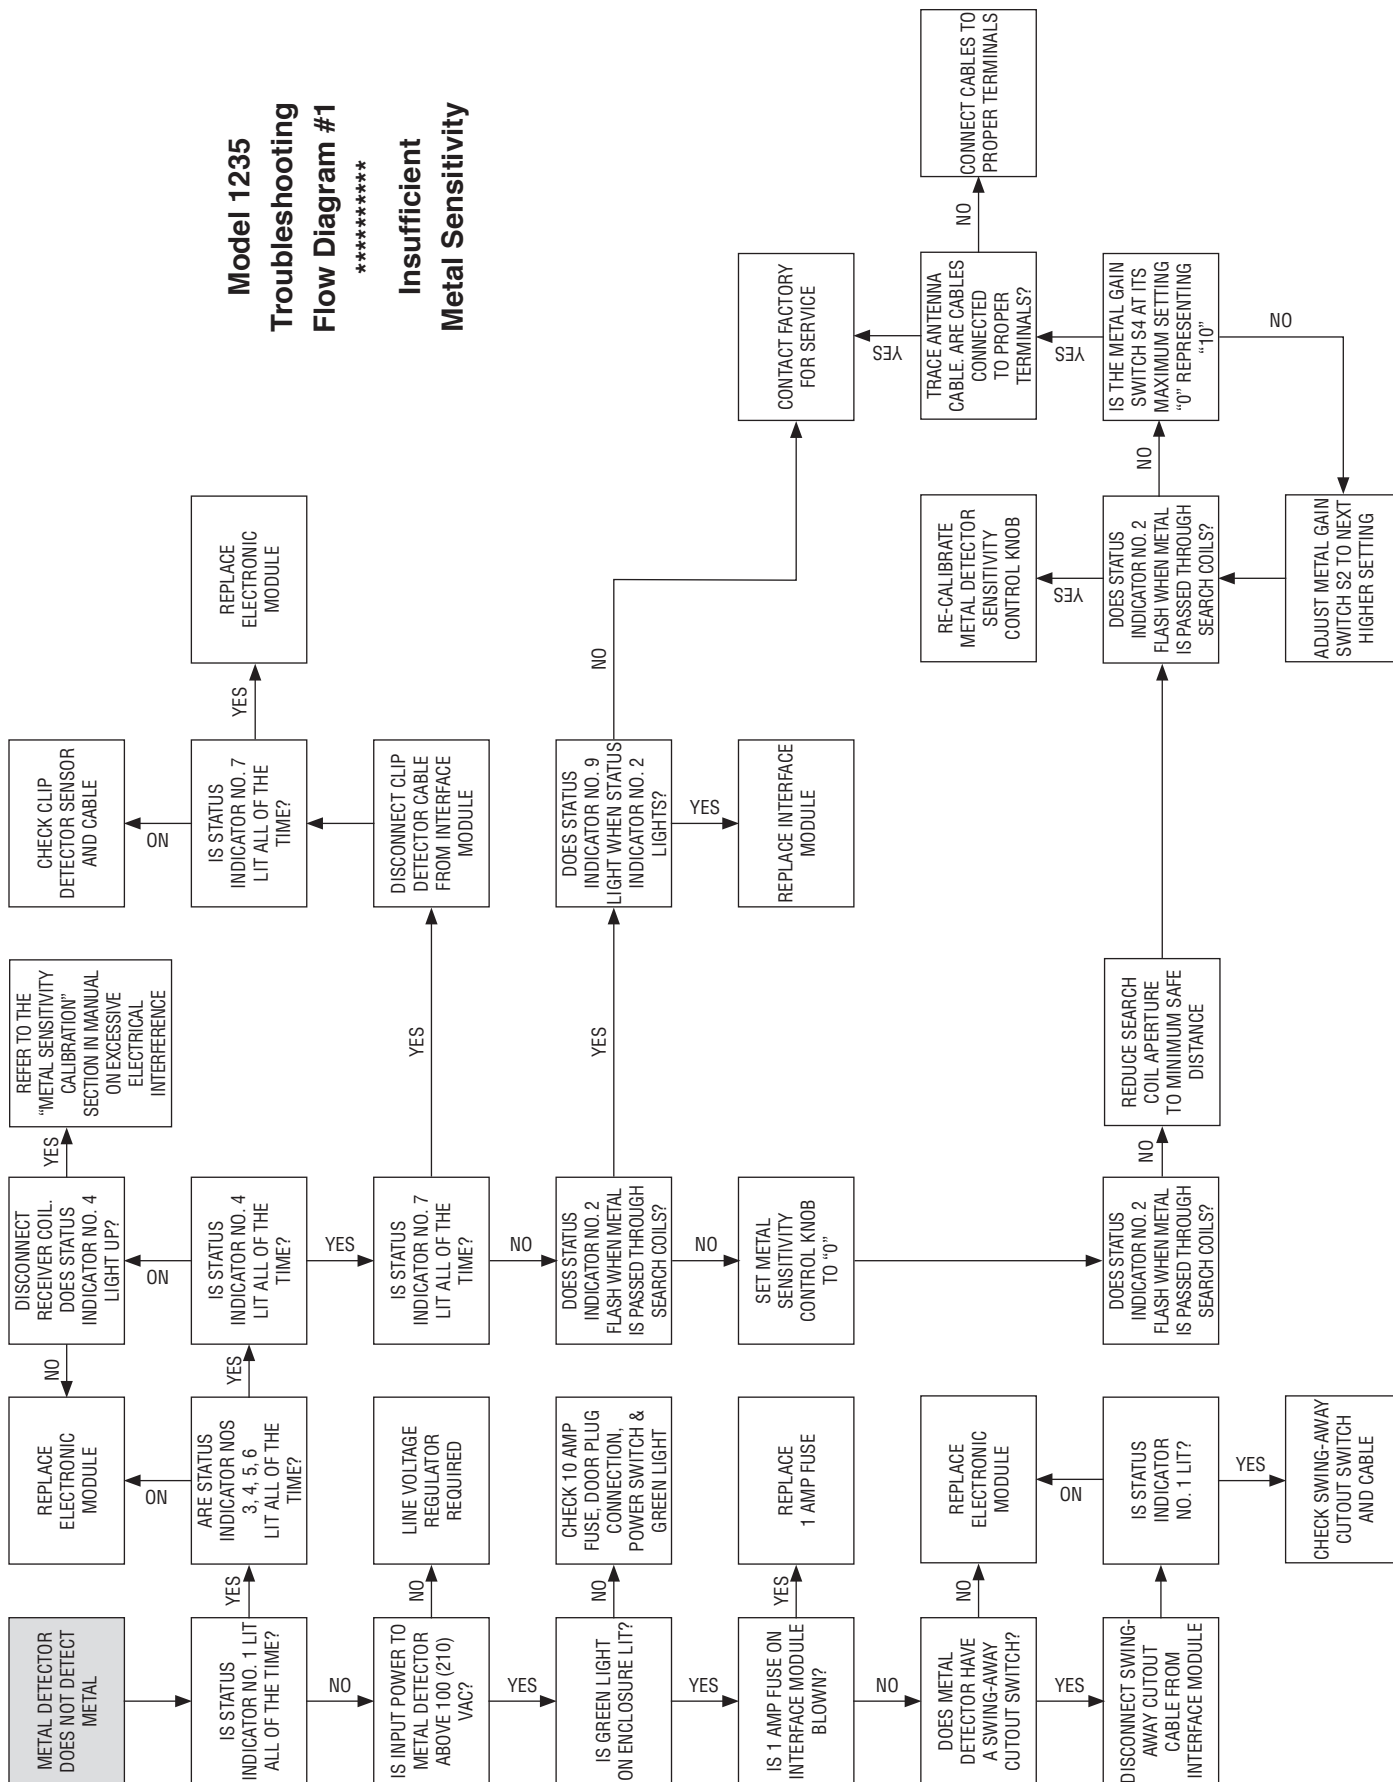 Model 1235
Troubleshooting
Flow Diagram #1
**********
Insufficient
Metal Sensitivity
METAL DETECTOR
DOES NOT DETECT
METAL
IS STATUS
INDICATOR NO. 1 LIT
ALL OF THE TIME?
YES
NO
IS INPUT POWER TO
METAL DETECTOR
ABOVE 100 (210)
VAC?
NO
YES
IS GREEN LIGHT
ON ENCLOSURE LIT?
NO
YES
IS 1 AMP FUSE ON
INTERFACE MODULE
BLOWN?
YES
NO
DOES METAL
DETECTOR HAVE
A SWING-AWAY
CUTOUT SWITCH?
NO
YES
DISCONNECT SWING-
AWAY CUTOUT
CABLE FROM
INTERFACE MODULE
REPLACE
ELECTRONIC
MODULE
NO
ARE STATUS
INDICATOR NOS
3, 4, 5, 6
LIT ALL OF THE
TIME?
YES
LINE VOLTAGE
REGULATOR
REQUIRED
CHECK 10 AMP
FUSE, DOOR PLUG
CONNECTION,
POWER SWITCH &
GREEN LIGHT
REPLACE
1 AMP FUSE
REPLACE
ELECTRONIC
MODULE
NO
IS STATUS
INDICATOR
NO. 1 LIT?
YES
CHECK SWING-AWAY
CUTOUT SWITCH
AND CABLE
DISCONNECT
RECEIVER COIL.
DOES STATUS
INDICATOR NO. 4
LIGHT UP?
NO
YES
NO
IS STATUS
INDICATOR NO. 4
LIT ALL OF THE
TIME?
YES
IS STATUS
INDICATOR NO. 7
LIT ALL OF THE
TIME?
YES
NO
DOES STATUS
INDICATOR NO. 2
FLASH WHEN METAL
IS PASSED THROUGH
SEARCH COILS?
YES
NO
SET METAL
SENSITIVITY
CONTROL KNOB
TO “0”
DOES STATUS
INDICATOR NO. 2
FLASH WHEN METAL
IS PASSED THROUGH
SEARCH COILS?
NO
REFER TO THE
“METAL SENSITIVITY
CALIBRATION”
SECTION IN MANUAL
ON EXCESSIVE
ELECTRICAL
INTERFERENCE
REDUCE SEARCH
COIL APERTURE
TO MINIMUM SAFE
DISTANCE
CHECK CLIP
DETECTOR SENSOR
AND CABLE
NO
IS STATUS
INDICATOR NO. 7
LIT ALL OF THE
TIME?
YES
DISCONNECT CLIP
DETECTOR CABLE
FROM INTERFACE
MODULE
DOES STATUS
INDICATOR NO. 9
LIGHT WHEN STATUS
INDICATOR NO. 2
LIGHTS?
NO
YES
REPLACE INTERFACE
MODULE
REPLACE
ELECTRONIC
MODULE
RE-CALIBRATE
METAL DETECTOR
SENSITIVITY
CONTROL KNOB
YES
DOES STATUS
INDICATOR NO. 2
FLASH WHEN METAL
IS PASSED THROUGH
SEARCH COILS?
NO
ADJUST METAL GAIN
SWITCH S2 TO NEXT
HIGHER SETTING
CONTACT FACTORY
FOR SERVICE
YES
TRACE ANTENNA
CABLE. ARE CABLES
CONNECTED
TO PROPER
TERMINALS?
NO
YES
IS THE METAL GAIN
SWITCH S4 AT ITS
MAXIMUM SETTING
“0” REPRESENTING
“10”
NO
CONNECT CABLES TO
PROPER TERMINALS